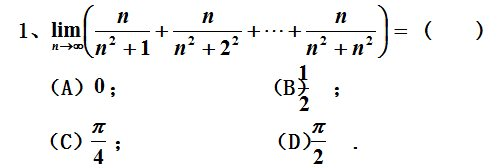 1、lim_{n→∞}(n/(n²+1) + n/(n²+2²) + ⋯ + n/(n²+n²)) = (    )
(A) 0；    (B) 1/2 ；
(C) π/4 ；    (D) π/2 .